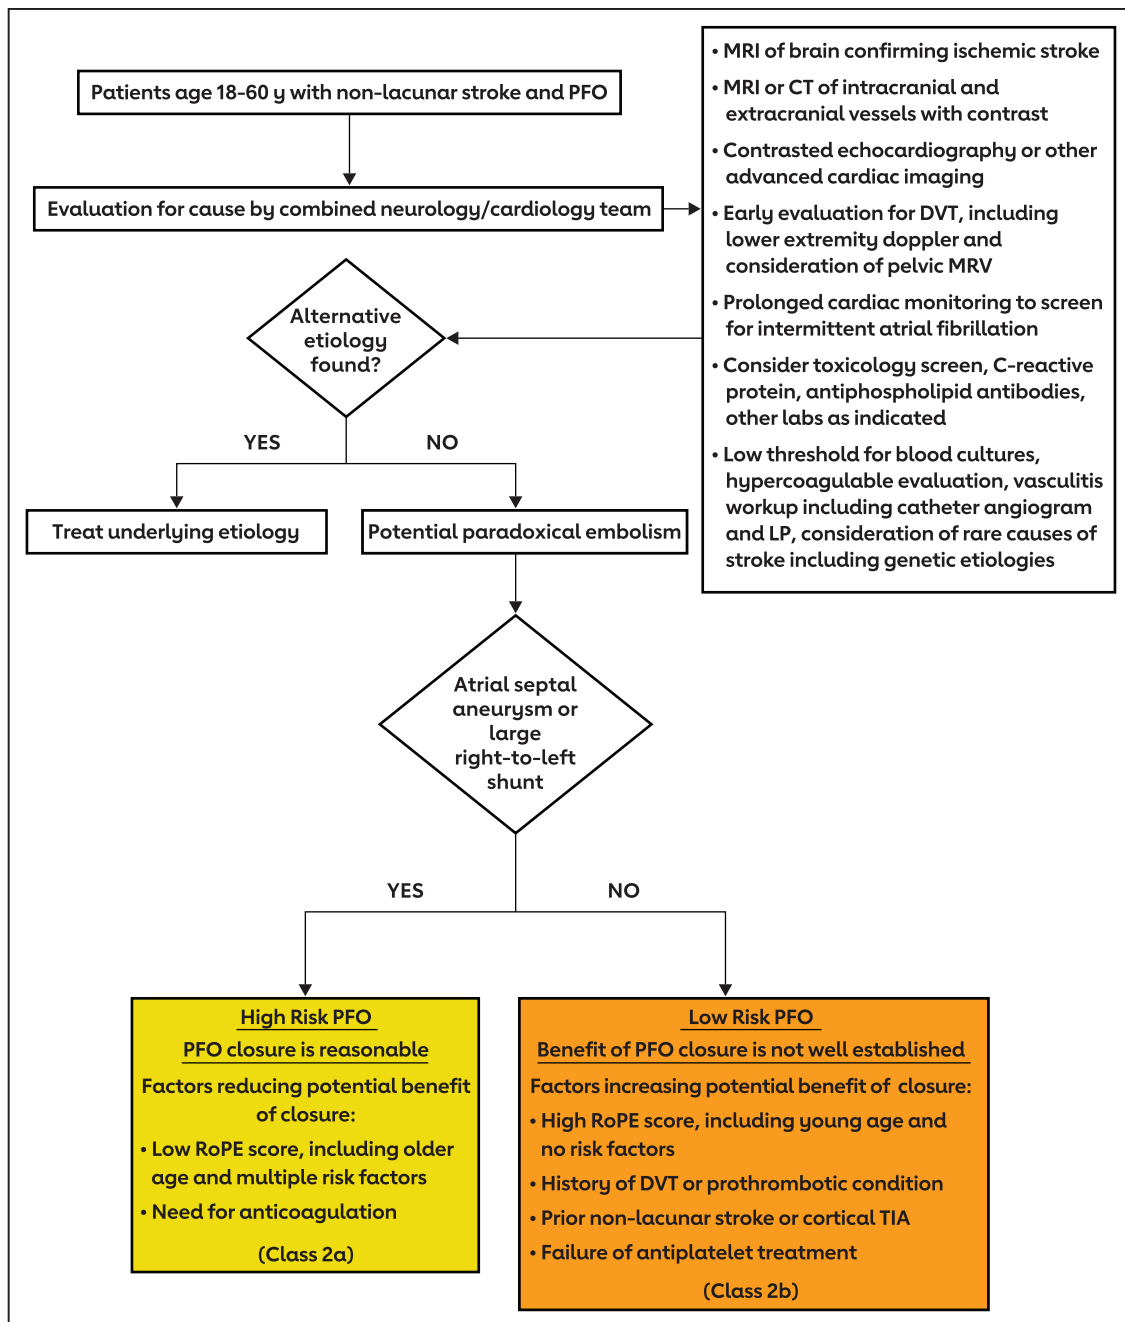 Patients age 18-60 y with non-lacunar stroke and PFO
Evaluation for cause by combined neurology/cardiology team
• MRI of brain confirming ischemic stroke
• MRI or CT of intracranial and
extracranial vessels with contrast
• Contrasted echocardiography or other
advanced cardiac imaging
• Early evaluation for DVT, including
lower extremity doppler and
consideration of pelvic MRV
• Prolonged cardiac monitoring to screen
for intermittent atrial fibrillation
• Consider toxicology screen, C-reactive
protein, antiphospholipid antibodies,
other labs as indicated
• Low threshold for blood cultures,
hypercoagulable evaluation, vasculitis
workup including catheter angiogram
and LP, consideration of rare causes of
stroke including genetic etiologies
Alternative
etiology
found?
YES
NO
Treat underlying etiology
Potential paradoxical embolism
Atrial septal
aneurysm or
large
right-to-left
shunt
YES
NO
High Risk PFO
PFO closure is reasonable
Factors reducing potential benefit
of closure:
• Low RoPE score, including older
age and multiple risk factors
• Need for anticoagulation
(Class 2a)
Low Risk PFO
Benefit of PFO closure is not well established
Factors increasing potential benefit of closure:
• High RoPE score, including young age and
no risk factors
• History of DVT or prothrombotic condition
• Prior non-lacunar stroke or cortical TIA
• Failure of antiplatelet treatment
(Class 2b)